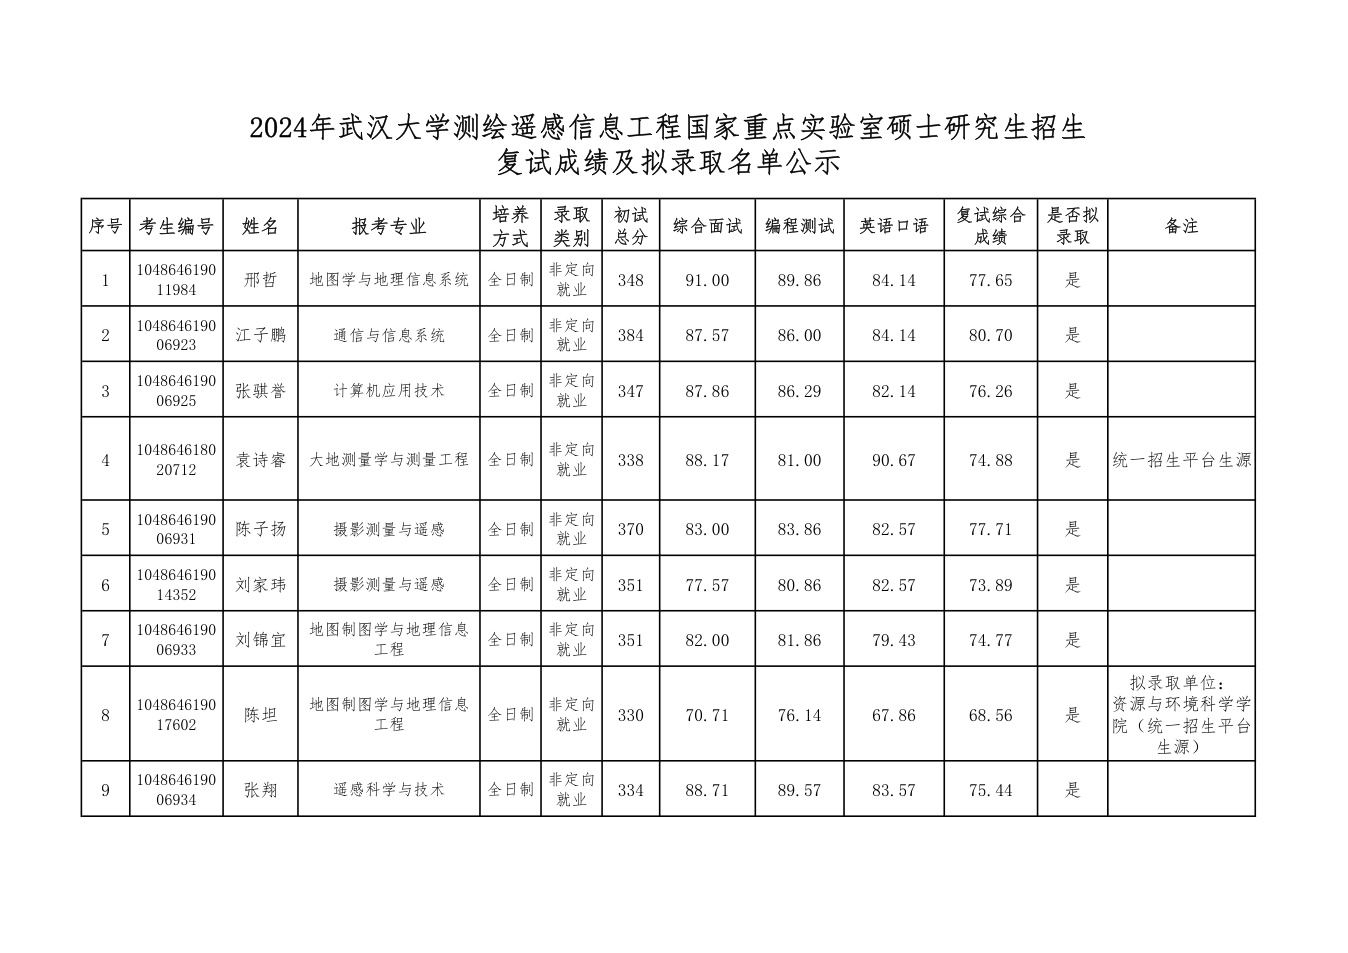 2024年武汉大学测绘遥感信息工程国家重点实验室硕士研究生招生
复试成绩及拟录取名单公示
序号 考生编号 姓名 报考专业 培养方式 录取类别 初试总分 综合面试 编程测试 英语口语 复试综合成绩 是否拟录取 备注
1 104864619011984 邢哲 地图学与地理信息系统 全日制 非定向就业 348 91.00 89.86 84.14 77.65 是
2 104864619006923 江子鹏 通信与信息系统 全日制 非定向就业 384 87.57 86.00 84.14 80.70 是
3 104864619006925 张骐誉 计算机应用技术 全日制 非定向就业 347 87.86 86.29 82.14 76.26 是
4 104864618020712 袁诗睿 大地测量学与测量工程 全日制 非定向就业 338 88.17 81.00 90.67 74.88 是 统一招生平台生源
5 104864619006931 陈子扬 摄影测量与遥感 全日制 非定向就业 370 83.00 83.86 82.57 77.71 是
6 104864619014352 刘家玮 摄影测量与遥感 全日制 非定向就业 351 77.57 80.86 82.57 73.89 是
7 104864619006933 刘锦宜 地图制图学与地理信息工程 全日制 非定向就业 351 82.00 81.86 79.43 74.77 是
8 104864619017602 陈坦 地图制图学与地理信息工程 全日制 非定向就业 330 70.71 76.14 67.86 68.56 是 拟录取单位：资源与环境科学学院（统一招生平台生源）
9 104864619006934 张翔 遥感科学与技术 全日制 非定向就业 334 88.71 89.57 83.57 75.44 是